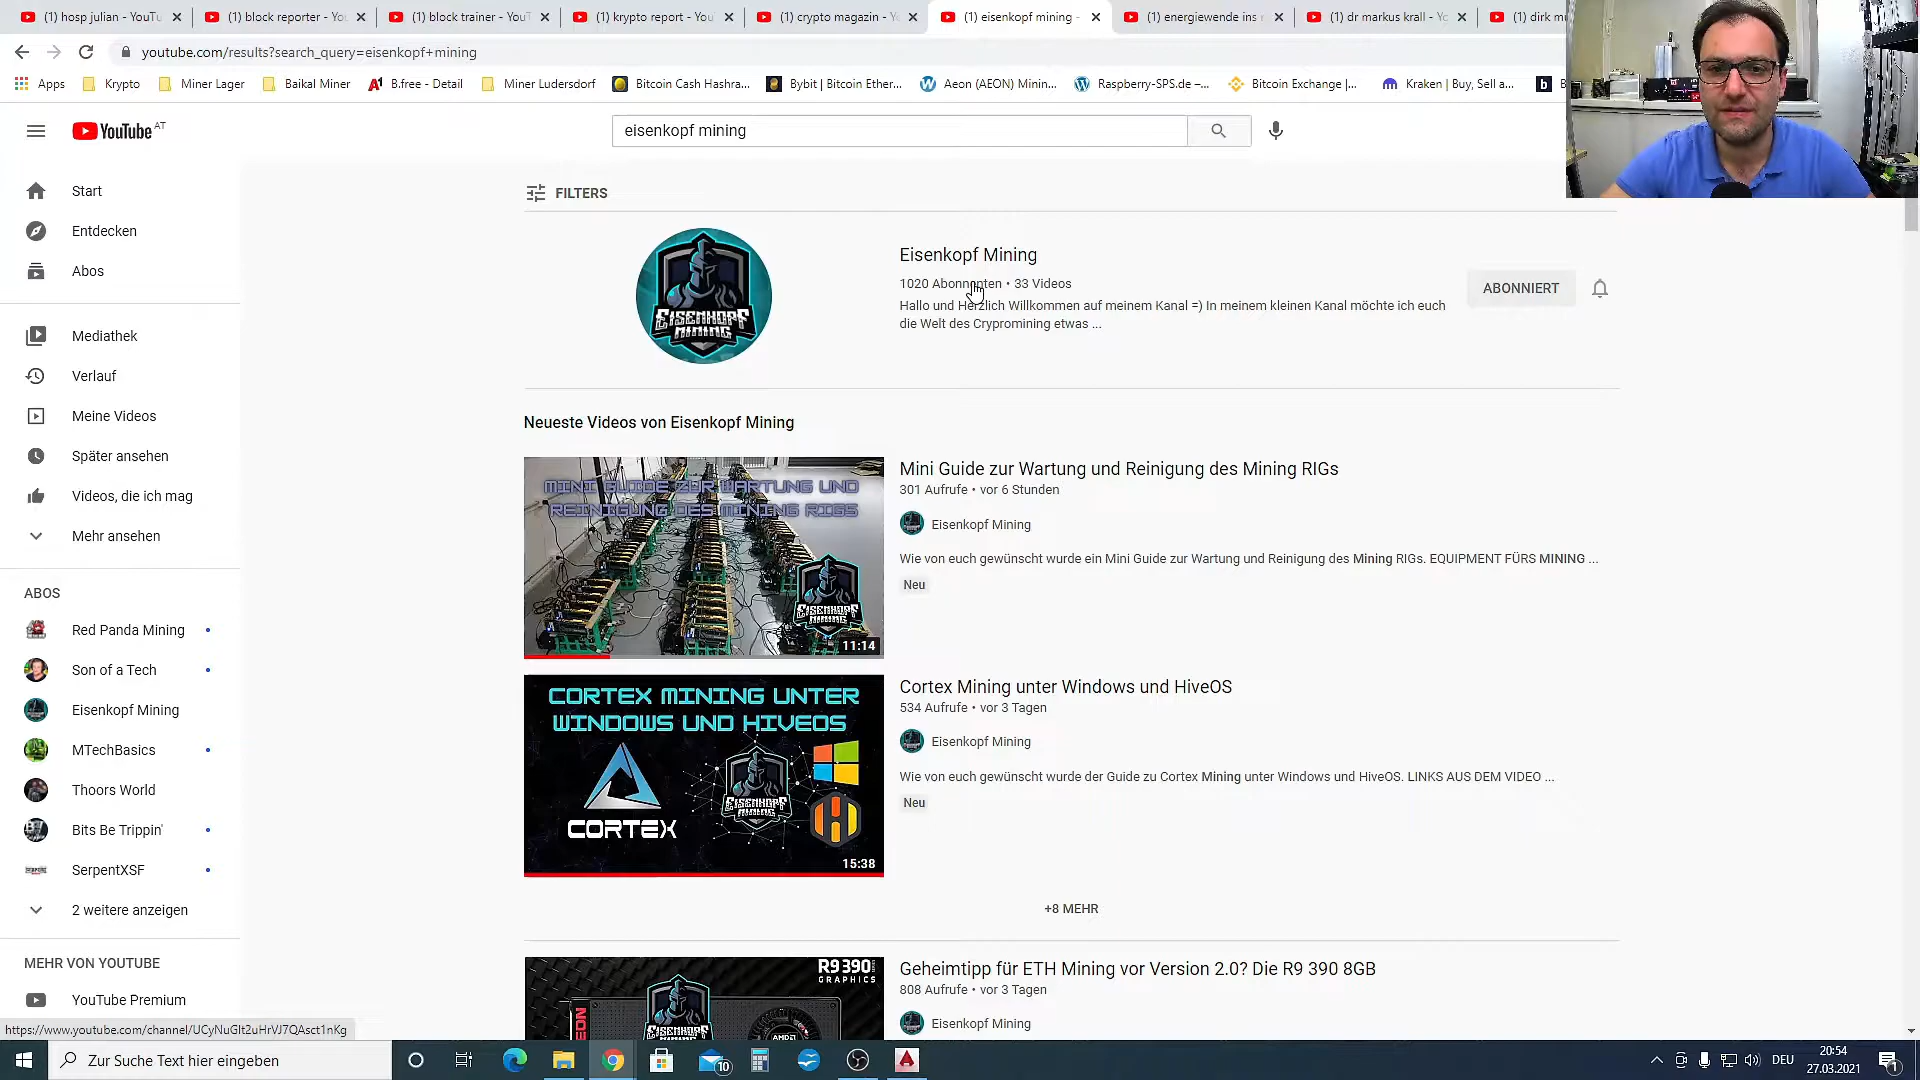 (1) hosp julian - YouTu
(1) block reporter - You
(1) block trainer - YouT
(1) krypto report - You
(1) crypto magazin - Yo
(1) eisenkopf mining -
(1) energiewende ins
(1) dr markus krall - Yo
(1) dirk m
youtube.com/results?search_query=eisenkopf+mining
Apps
Krypto
Miner Lager
Baikal Miner
B.free - Detail
Miner Ludersdorf
Bitcoin Cash Hashra...
Bybit | Bitcoin Ether...
Aeon (AEON) Minin...
Raspberry-SPS.de –...
Bitcoin Exchange |...
Kraken | Buy, Sell a...
YouTube AT
eisenkopf mining
Start
Entdecken
Abos
Mediathek
Verlauf
Meine Videos
Später ansehen
Videos, die ich mag
Mehr ansehen
ABOS
Red Panda Mining
Son of a Tech
Eisenkopf Mining
MTechBasics
Thoors World
Bits Be Trippin'
SerpentXSF
2 weitere anzeigen
MEHR VON YOUTUBE
YouTube Premium
FILTERS
EISENKOPF
MINING
Eisenkopf Mining
1020 Abonnenten • 33 Videos
Hallo und Herzlich Willkommen auf meinem Kanal =) In meinem kleinen Kanal möchte ich euch
die Welt des Crypromining etwas ...
ABONNIERT
Neueste Videos von Eisenkopf Mining
MINI GUIDE ZUR WARTUNG UND
REINIGUNG DES MINING RIGS
EISENKOPF
MINING
11:14
Mini Guide zur Wartung und Reinigung des Mining RIGs
301 Aufrufe • vor 6 Stunden
Eisenkopf Mining
Wie von euch gewünscht wurde ein Mini Guide zur Wartung und Reinigung des Mining RIGs. EQUIPMENT FÜRS MINING ...
Neu
CORTEX MINING UNTER
WINDOWS UND HIVEOS
CORTEX
EISENKOPF
15:38
Cortex Mining unter Windows und HiveOS
534 Aufrufe • vor 3 Tagen
Eisenkopf Mining
Wie von euch gewünscht wurde der Guide zu Cortex Mining unter Windows und HiveOS. LINKS AUS DEM VIDEO ...
Neu
+8 MEHR
R9 390
GRAPHICS
AMD
Geheimtipp für ETH Mining vor Version 2.0? Die R9 390 8GB
808 Aufrufe • vor 3 Tagen
Eisenkopf Mining
https://www.youtube.com/channel/UCyNuGlt2uHrVJ7QAsct1nKg
Zur Suche Text hier eingeben
10
DEU
20:54
27.03.2021
1